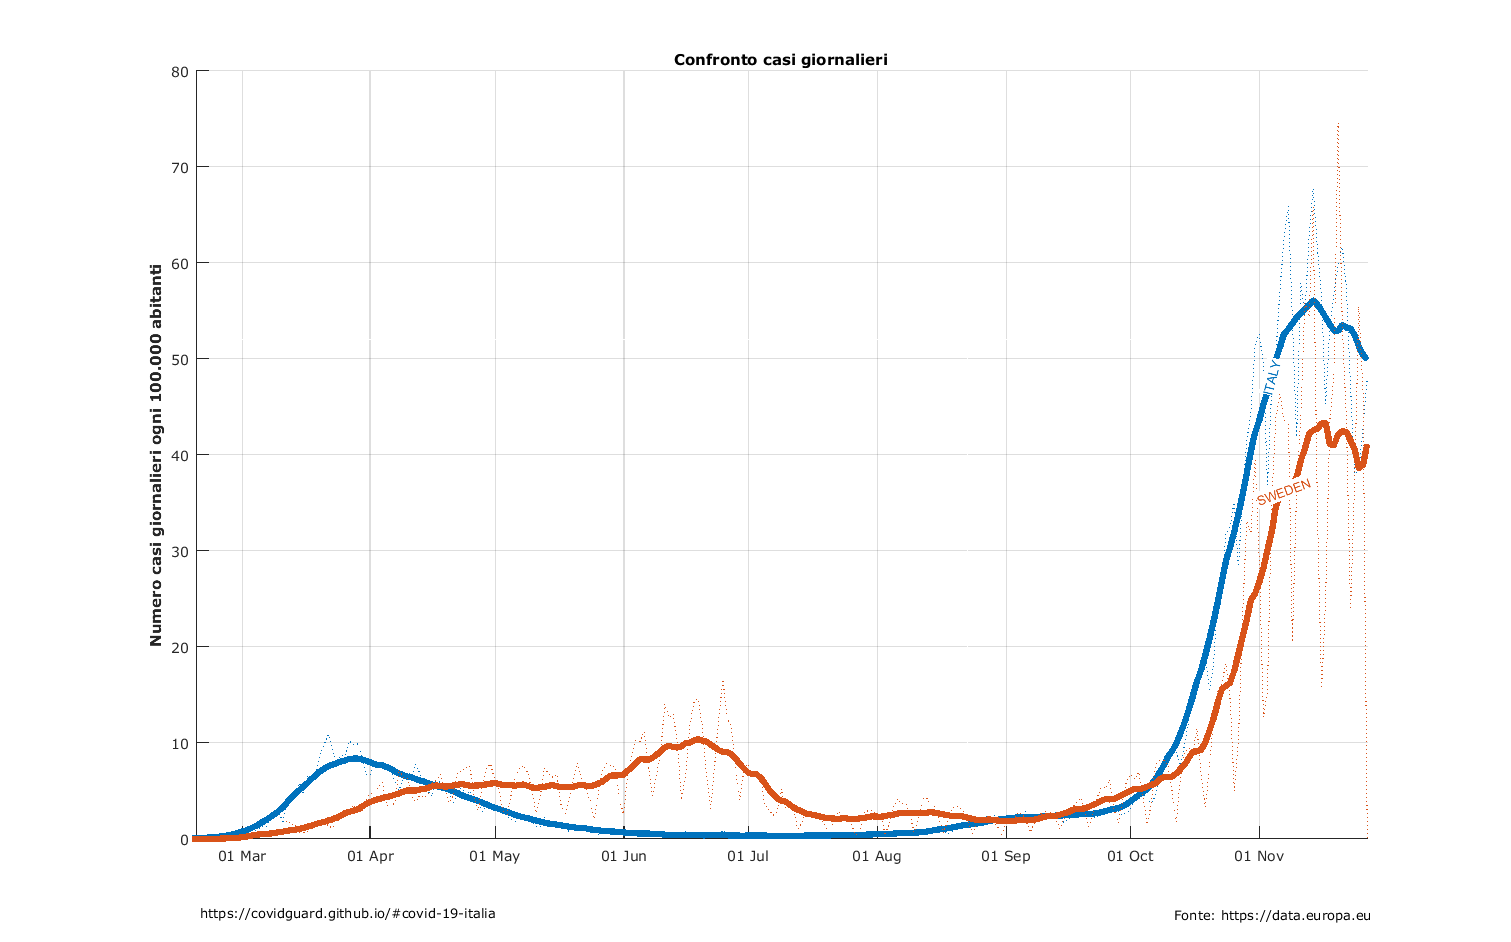 Confronto casi giornalieri
Numero casi giornalieri ogni 100.000 abitanti
80
70
60
50
40
30
20
10
0
ITALY
SWEDEN
01 Mar
01 Apr
01 May
01 Jun
01 Jul
01 Aug
01 Sep
01 Oct
01 Nov
https://covidguard.github.io/#covid-19-italia
Fonte: https://data.europa.eu